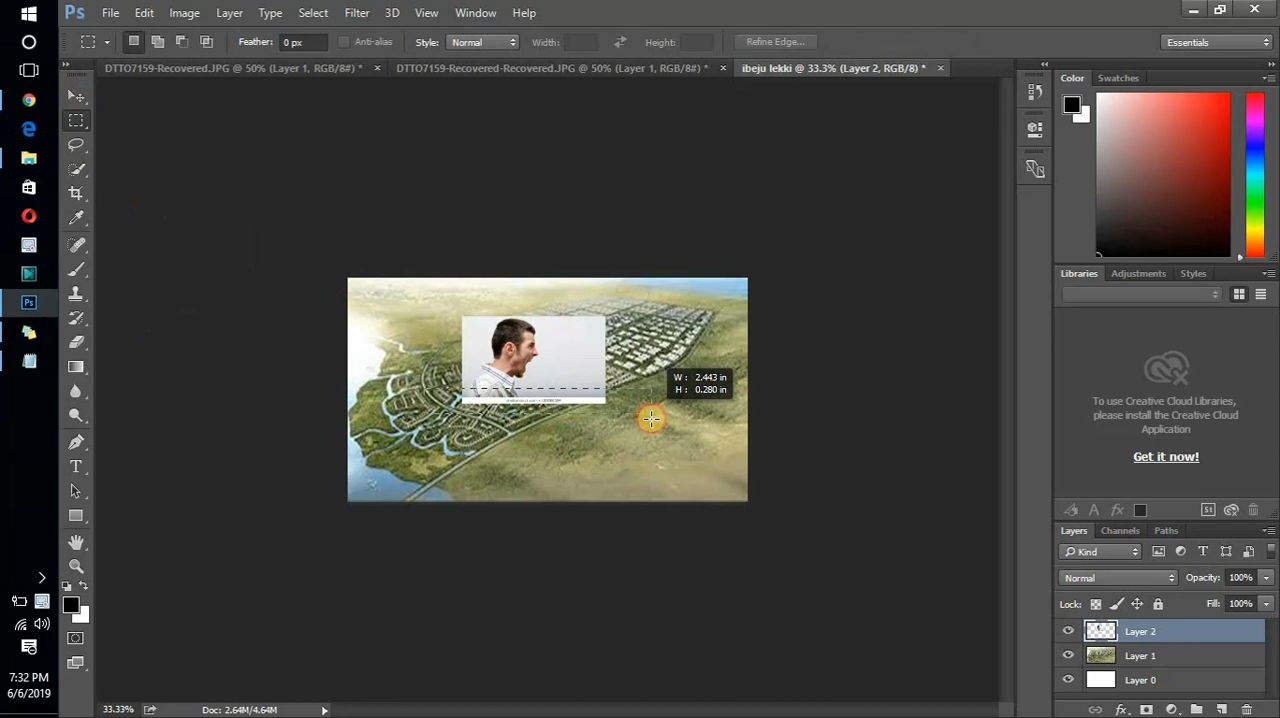 Ps File Edit Image Layer Type Select Filter 3D View Window Help
Feather: 0 px Anti-alias Style: Normal Width: Height: Refine Edge... Essentials
DTTO7159-Recovered.JPG @ 50% (Layer 1, RGB/8#) * × DTTO7159-Recovered-Recovered.JPG @ 50% (Layer 1, RGB/8#) * × ibeju lekki @ 33.3% (Layer 2, RGB/8) * ×
Color Swatches
W : 2.443 in
H : 0.280 in
Libraries Adjustments Styles
To use Creative Cloud Libraries,
please install the Creative Cloud
Application
Get it now!
Layers Channels Paths
Kind
Normal Opacity: 100%
Lock: Fill: 100%
Layer 2
Layer 1
Layer 0
7:32 PM
6/6/2019
33.33% Doc: 2.64M/4.64M